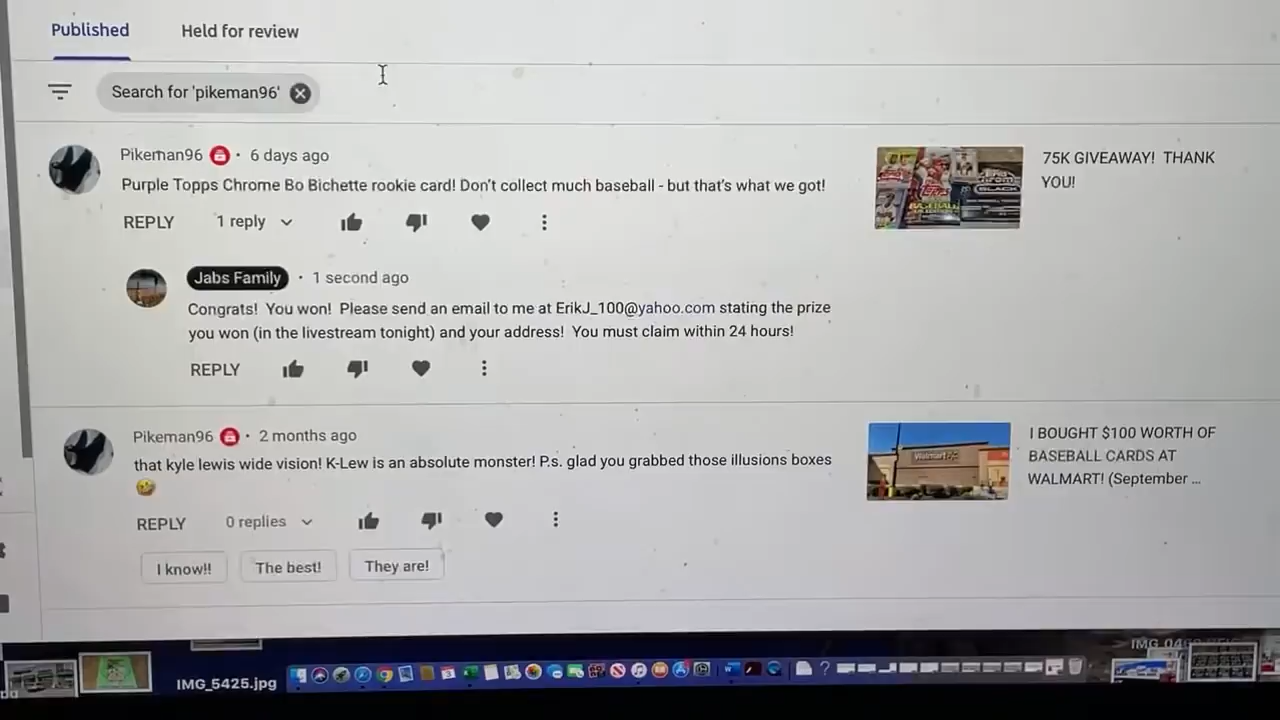 Published
Held for review
Search for 'pikeman96'
Pikeman96 · 6 days ago
Purple Topps Chrome Bo Bichette rookie card! Don't collect much baseball - but that's what we got!
REPLY 1 reply
75K GIVEAWAY! THANK
YOU!
Jabs Family · 1 second ago
Congrats! You won! Please send an email to me at ErikJ_100@yahoo.com stating the prize
you won (in the livestream tonight) and your address! You must claim within 24 hours!
REPLY
Pikeman96 · 2 months ago
that kyle lewis wide vision! K-Lew is an absolute monster! P.s. glad you grabbed those illusions boxes
🤪
REPLY 0 replies
I know!! The best! They are!
Walmart
I BOUGHT $100 WORTH OF
BASEBALL CARDS AT
WALMART! (September ...
IMG_5425.jpg